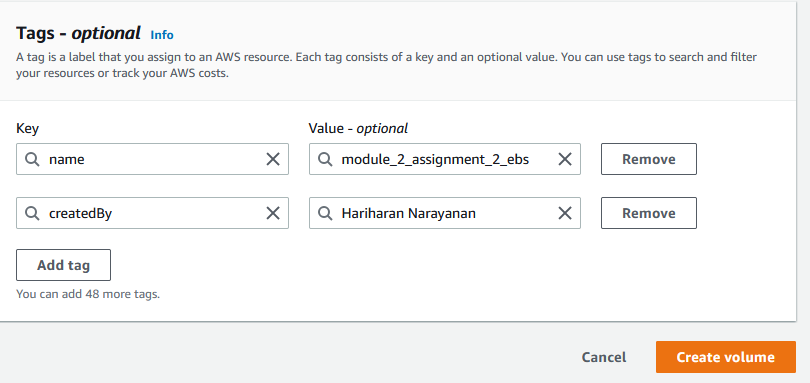 Tags - optional Info
A tag is a label that you assign to an AWS resource. Each tag consists of a key and an optional value. You can use tags to search and filter
your resources or track your AWS costs.
Key Value - optional
name module_2_assignment_2_ebs Remove
createdBy Hariharan Narayanan Remove
Add tag
You can add 48 more tags.
Cancel Create volume